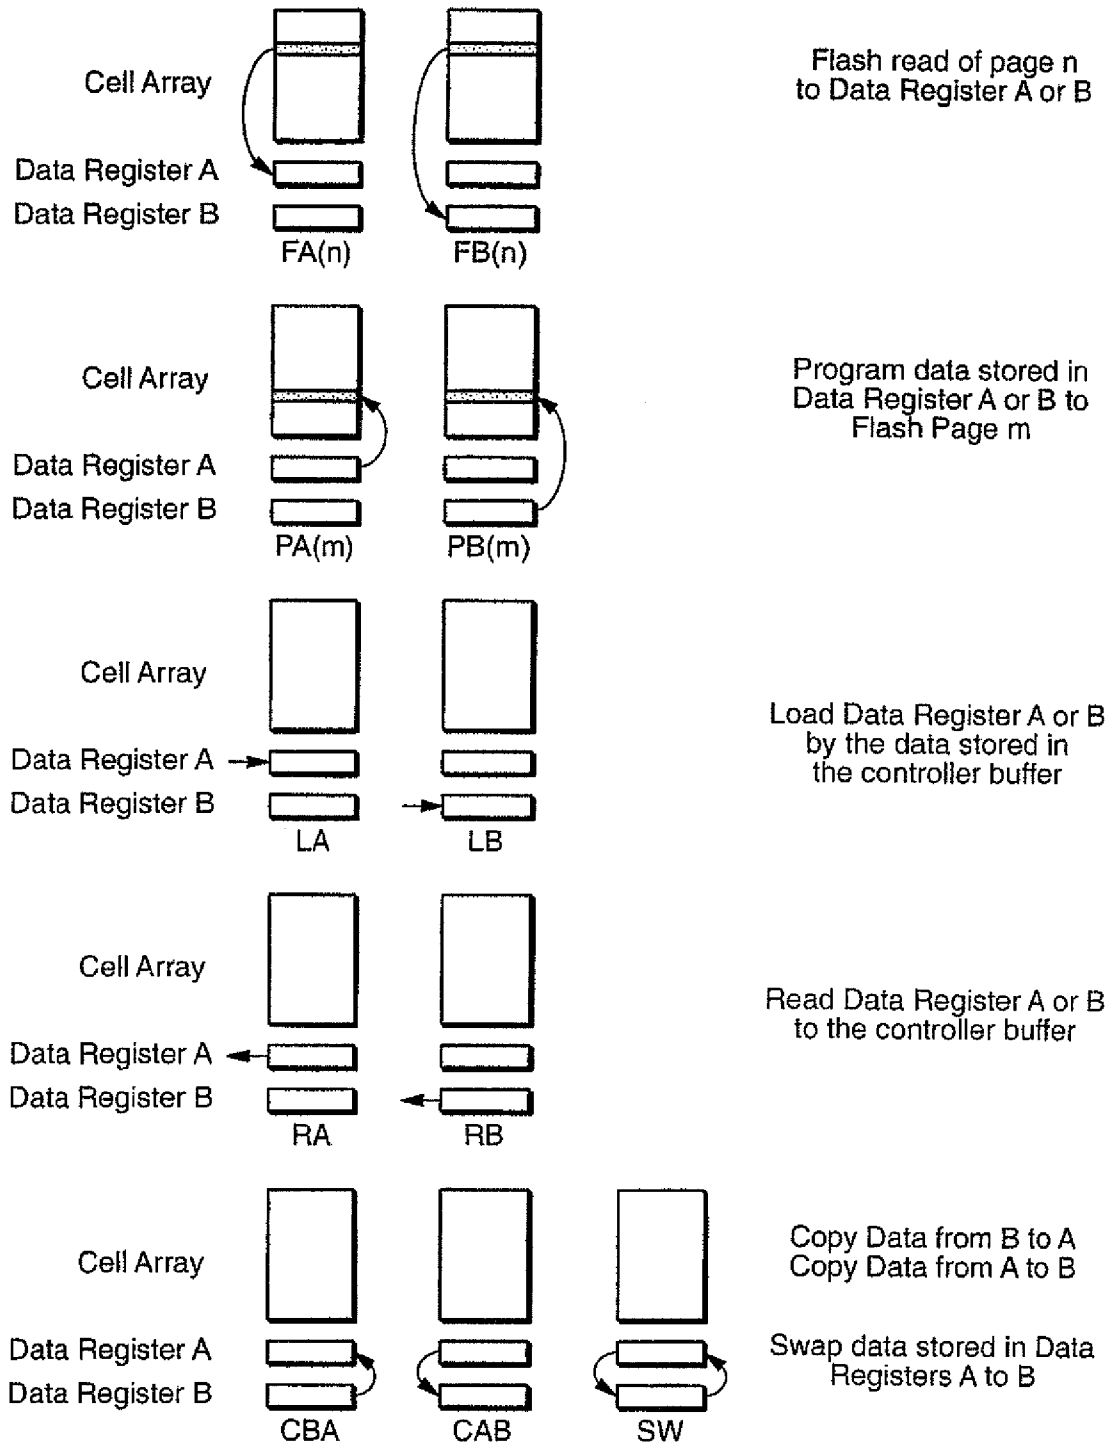 Cell Array
Flash read of page n
to Data Register A or B
Data Register A
Data Register B
FA(n)
FB(n)
Cell Array
Program data stored in
Data Register A or B to
Flash Page m
Data Register A
Data Register B
PA(m)
PB(m)
Cell Array
Load Data Register A or B
by the data stored in
the controller buffer
Data Register A
Data Register B
LA
LB
Cell Array
Read Data Register A or B
to the controller buffer
Data Register A
Data Register B
RA
RB
Cell Array
Copy Data from B to A
Copy Data from A to B
Data Register A
Data Register B
Swap data stored in Data
Registers A to B
CBA
CAB
SW